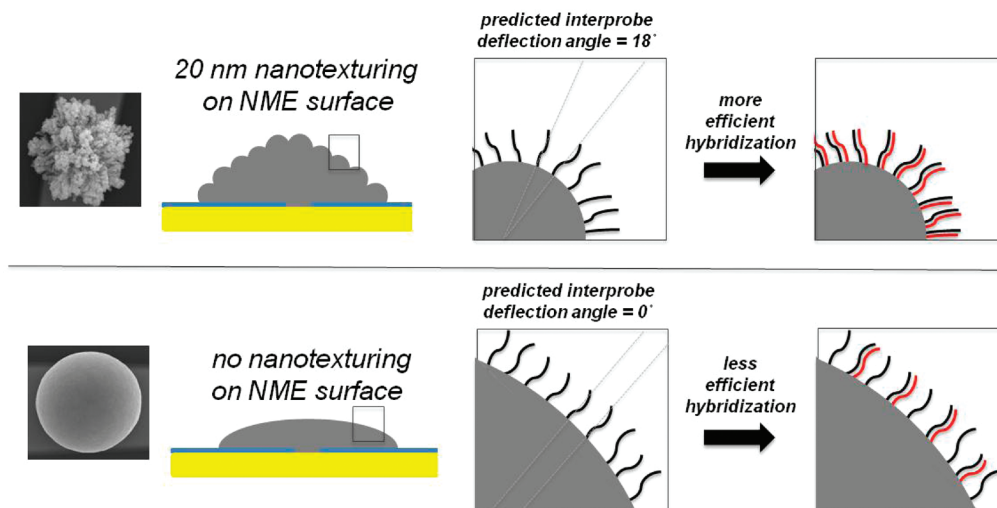 predicted interprobe
deflection angle = 18°
20 nm nanotexturing
on NME surface
more
efficient
hybridization
predicted interprobe
deflection angle = 0°
no nanotexturing
on NME surface
less
efficient
hybridization